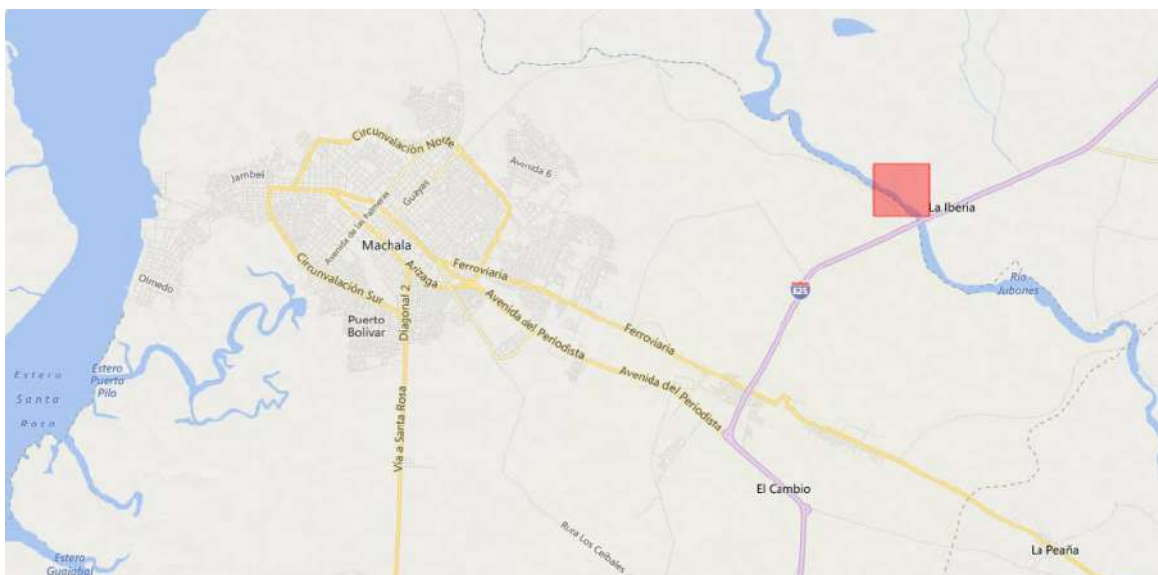 Circunvalación Norte
Avenida 6
Jambelí
Guayas
Avenida de las Palmeras
La Iberia
Machala
Olmedo
Ferroviaria
Arízaga
Circunvalación Sur
Río
Jubones
E25
Puerto
Bolívar
Diagonal 2
Avenida del Periodista
Ferroviaria
Estero
Puerto
Pilo
Estero
Santa
Rosa
Avenida del Periodista
Vía a Santa Rosa
El Cambio
Ruta Los Ceibales
La Peaña
Estero
Guajabal